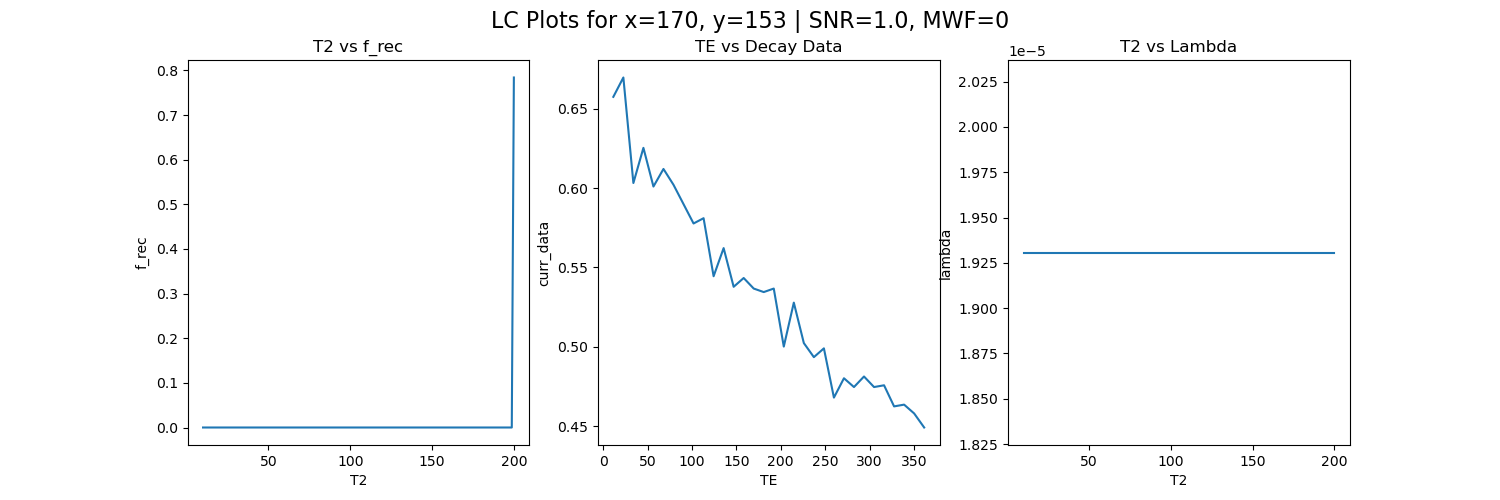 LC Plots for x=170, y=153 | SNR=1.0, MWF=0
T2 vs f_rec
0.8
0.7
0.6
0.5
0.4
0.3
0.2
0.1
0.0
f_rec
50 100 150 200
T2
TE vs Decay Data
0.65
0.60
0.55
0.50
0.45
curr_data
0 50 100 150 200 250 300 350
TE
T2 vs Lambda
1e−5
2.025
2.000
1.975
1.950
1.925
1.900
1.875
1.850
1.825
lambda
50 100 150 200
T2